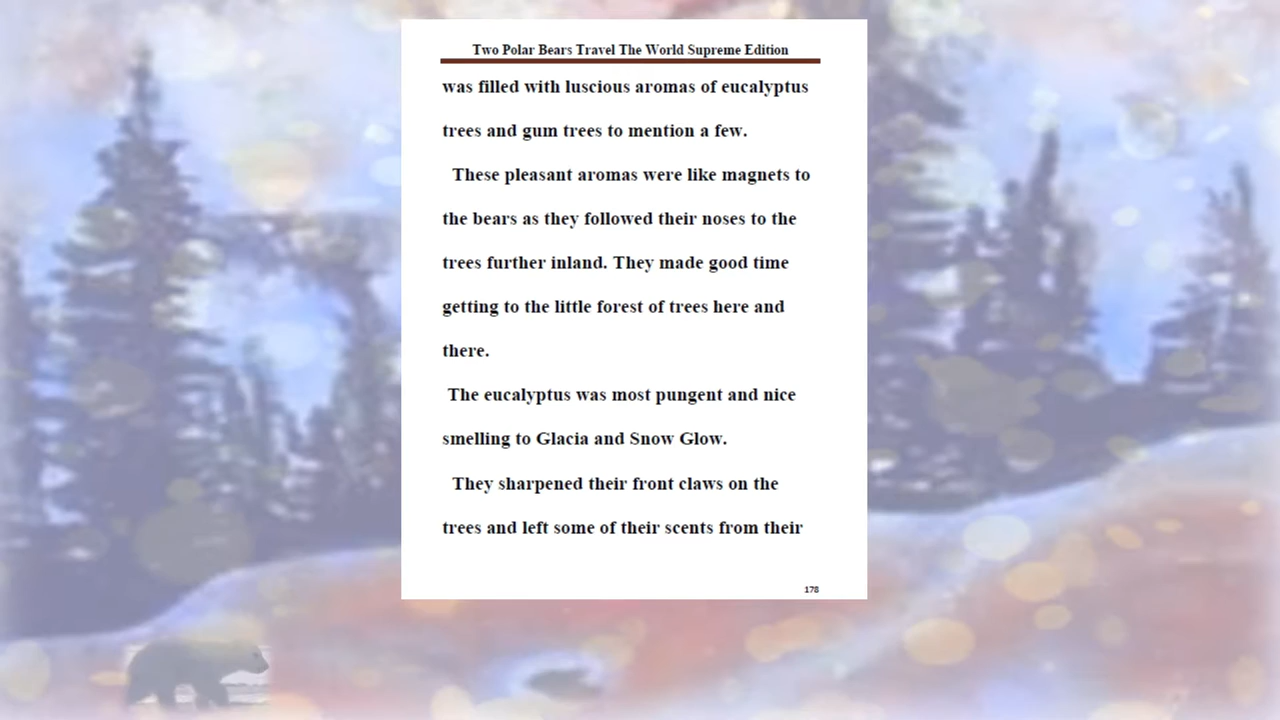 Two Polar Bears Travel The World Supreme Edition
was filled with luscious aromas of eucalyptus
trees and gum trees to mention a few.
These pleasant aromas were like magnets to
the bears as they followed their noses to the
trees further inland. They made good time
getting to the little forest of trees here and
there.
The eucalyptus was most pungent and nice
smelling to Glacia and Snow Glow.
They sharpened their front claws on the
trees and left some of their scents from their
178